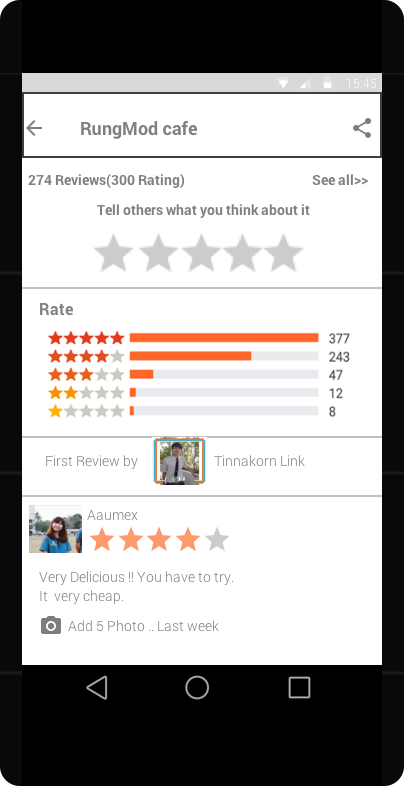 15:45
RungMod cafe
274 Reviews(300 Rating) See all>>
Tell others what you think about it
Rate
377
243
47
12
8
First Review by Tinnakorn Link
Aaumex
Very Delicious !! You have to try.
It very cheap.
Add 5 Photo .. Last week